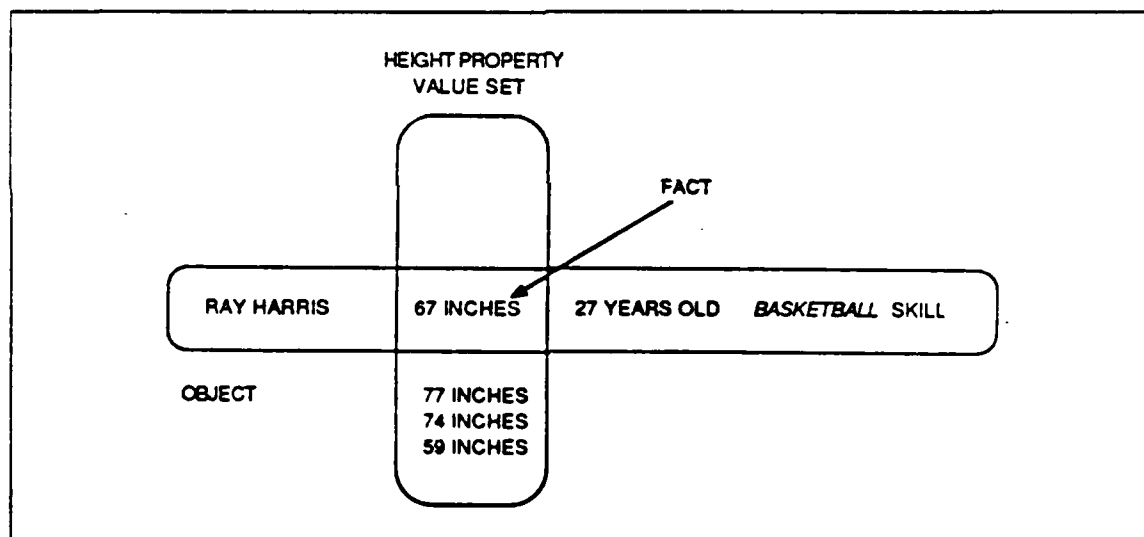 HEIGHT PROPERTY
VALUE SET
FACT
RAY HARRIS 67 INCHES 27 YEARS OLD BASKETBALL SKILL
OBJECT
77 INCHES
74 INCHES
59 INCHES